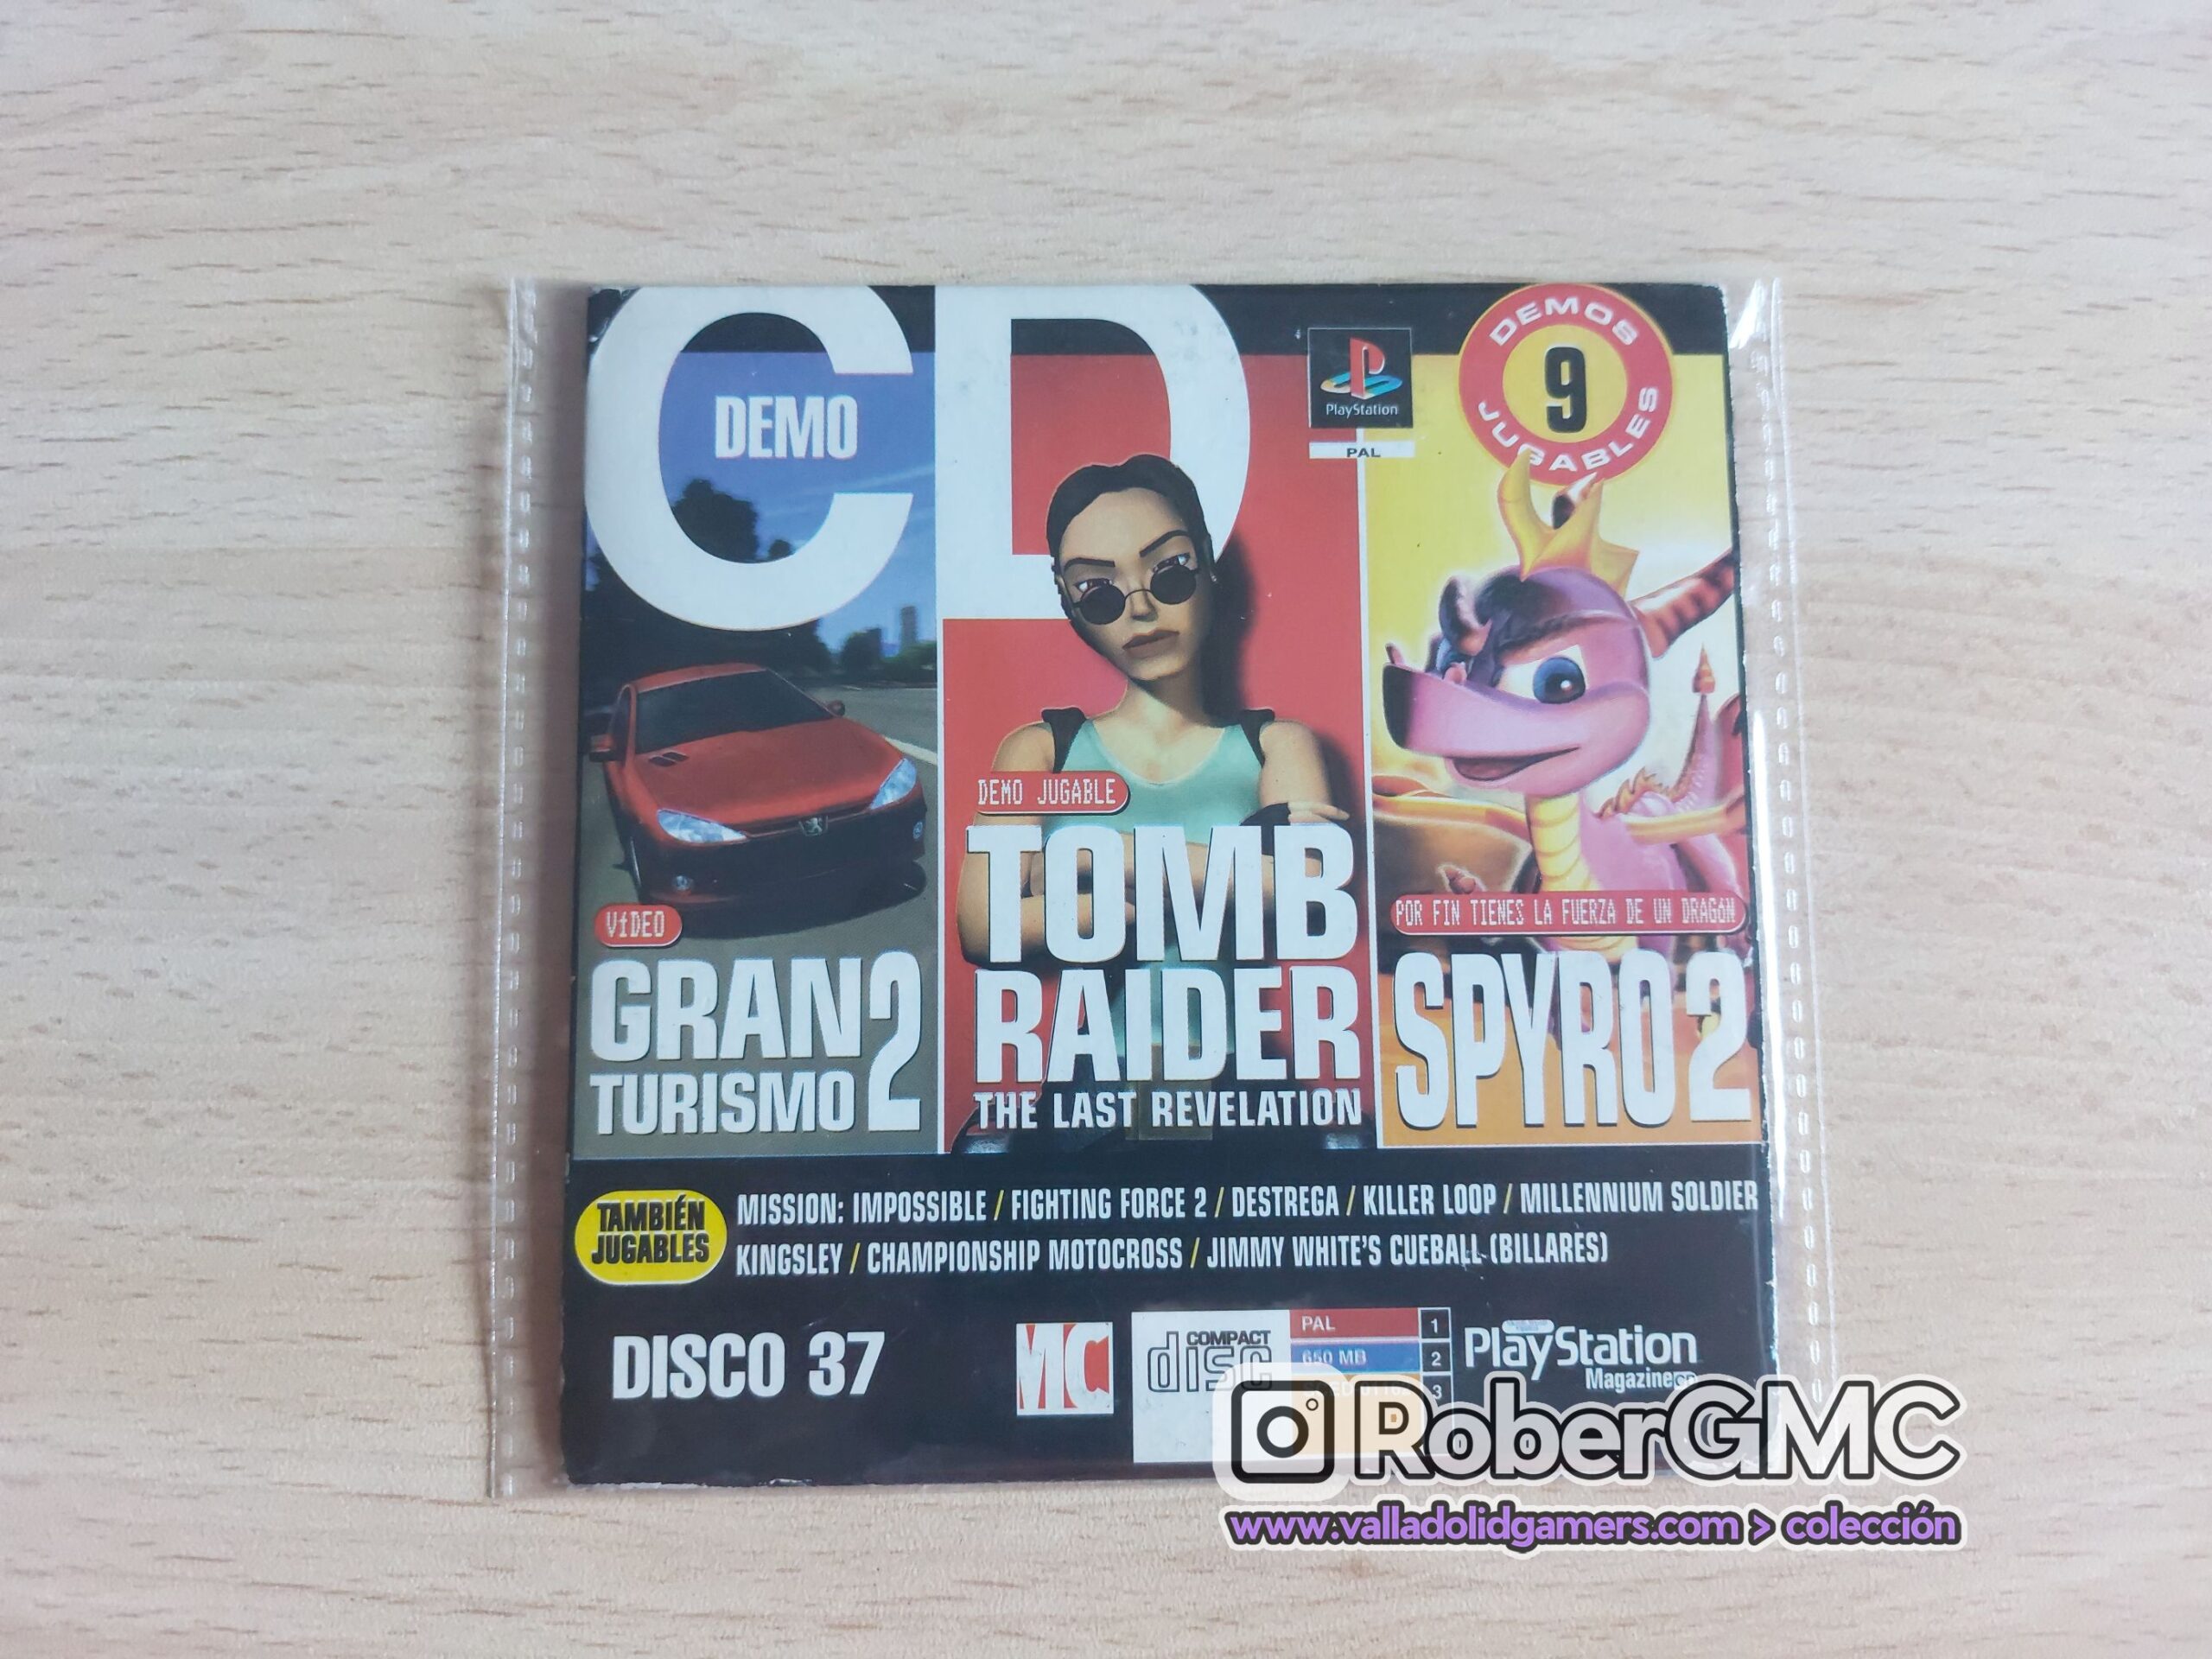 CD
DEMO
PlayStation
PAL
DEMOS
9
JUGABLES
VíDEO
GRAN
TURISMO 2
DEMO JUGABLE
TOMB
RAIDER
THE LAST REVELATION
POR FIN TIENES LA FUERZA DE UN DRAGóN
SPYRO 2
TAMBIÉN
JUGABLES
MISSION: IMPOSSIBLE / FIGHTING FORCE 2 / DESTREGA / KILLER LOOP / MILLENNIUM SOLDIER
KINGSLEY / CHAMPIONSHIP MOTOCROSS / JIMMY WHITE'S CUEBALL (BILLARES)
DISCO 37
MC
COMPACT
disc
PAL 1
650 MB 2
3
PlayStation
Magazine
RoberGMC
www.valladolidgamers.com > colección